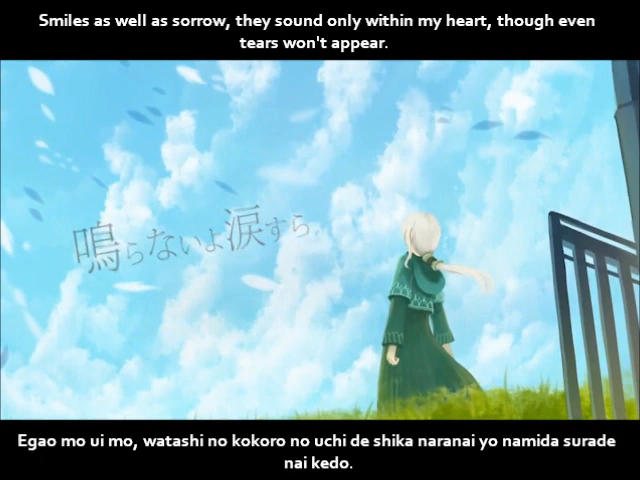 Smiles as well as sorrow, they sound only within my heart, though even
tears won't appear.
鳴らないよ涙すら、
Egao mo ui mo, watashi no kokoro no uchi de shika naranai yo namida surade
nai kedo.